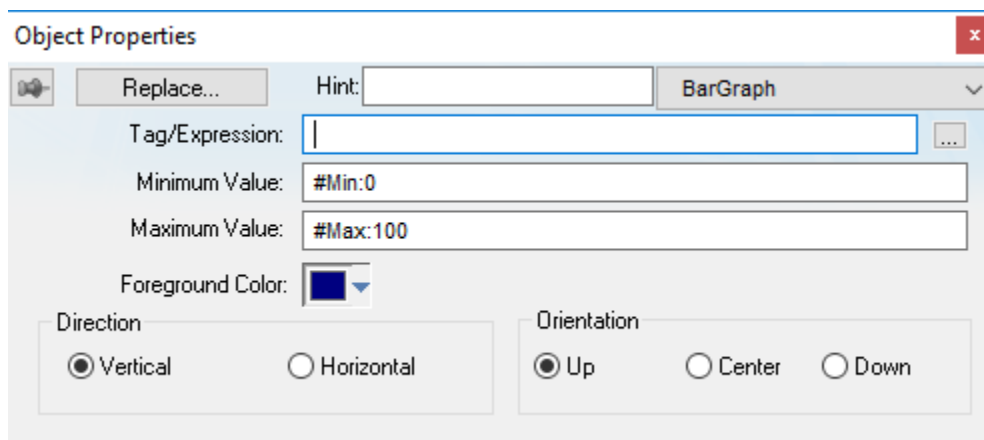 Object Properties
x
Replace... Hint: BarGraph
Tag/Expression: ...
Minimum Value: #Min:0
Maximum Value: #Max:100
Foreground Color:
Direction Orientation
Vertical Horizontal Up Center Down